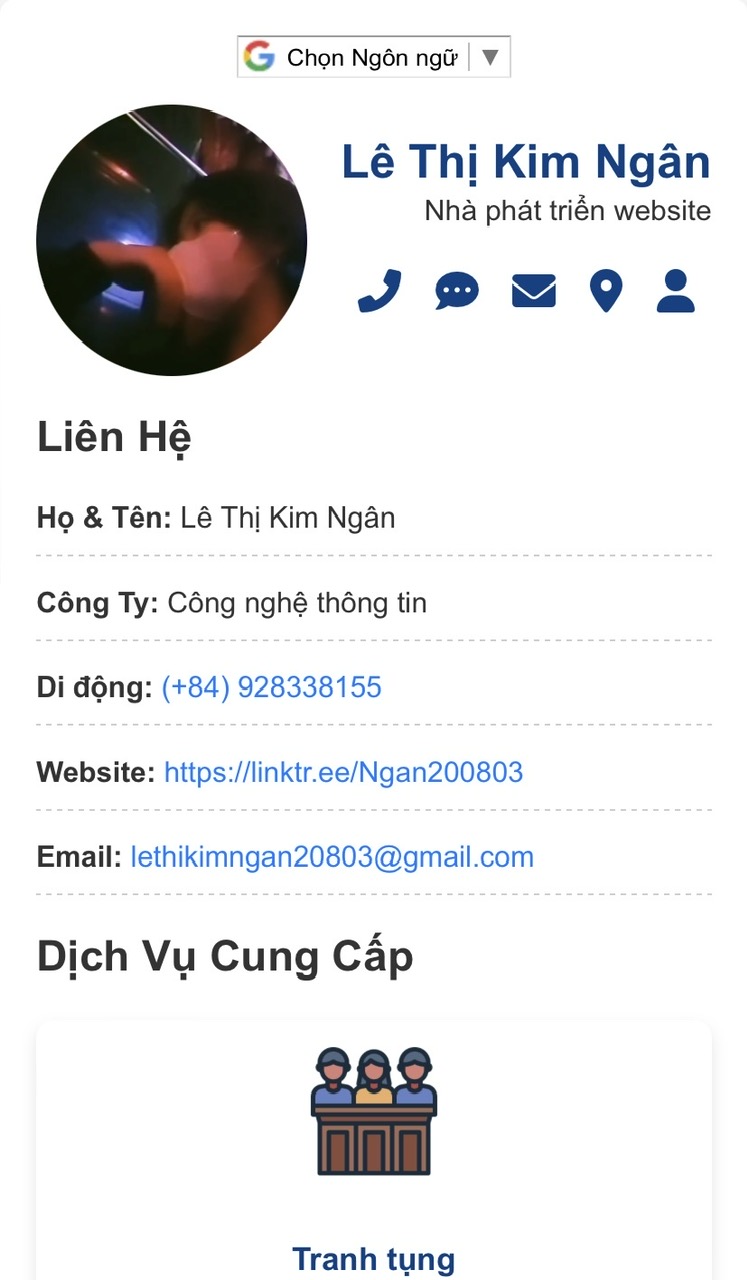 Chọn Ngôn ngữ ▼
Lê Thị Kim Ngân
Nhà phát triển website
Liên Hệ
Họ & Tên: Lê Thị Kim Ngân
Công Ty: Công nghệ thông tin
Di động: (+84) 928338155
Website: https://linktr.ee/Ngan200803
Email: lethikimngan20803@gmail.com
Dịch Vụ Cung Cấp
Tranh tụng